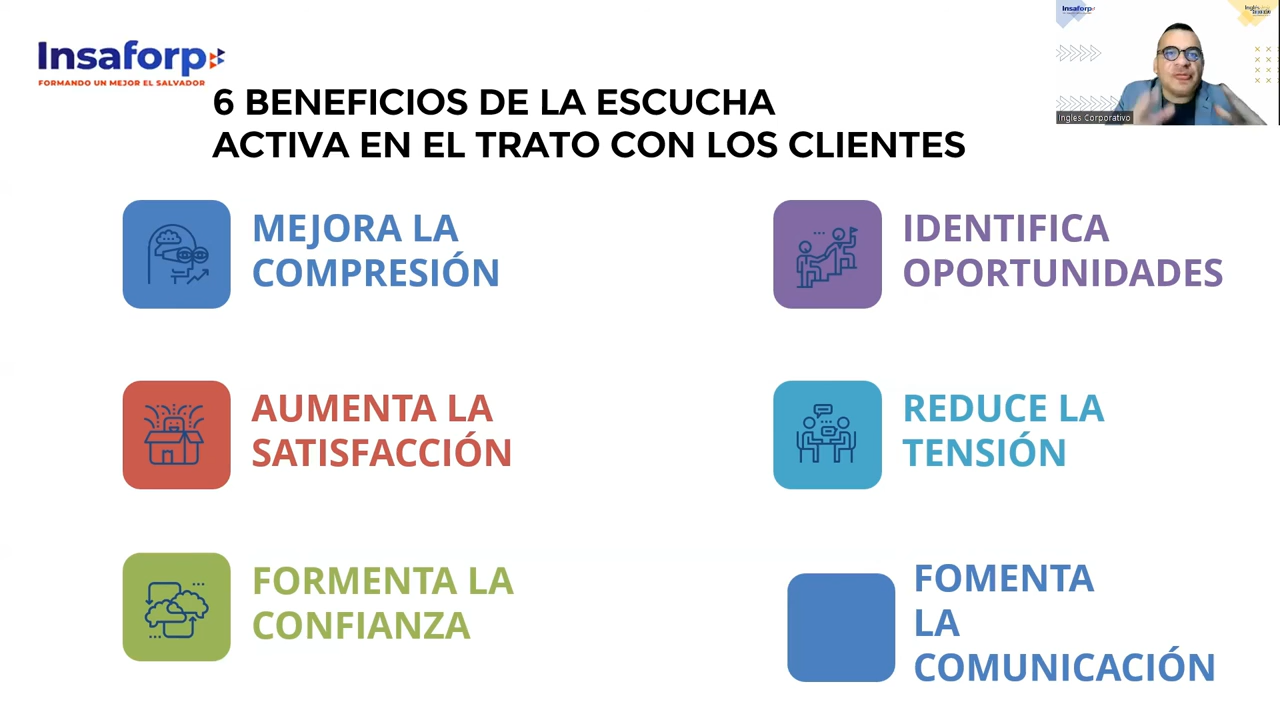 Insaforp
FORMANDO UN MEJOR EL SALVADOR
6 BENEFICIOS DE LA ESCUCHA
ACTIVA EN EL TRATO CON LOS CLIENTES
MEJORA LA
COMPRESIÓN
AUMENTA LA
SATISFACCIÓN
FORMENTA LA
CONFIANZA
IDENTIFICA
OPORTUNIDADES
REDUCE LA
TENSIÓN
FOMENTA
LA
COMUNICACIÓN
Insaforp
Ingles Corporativo